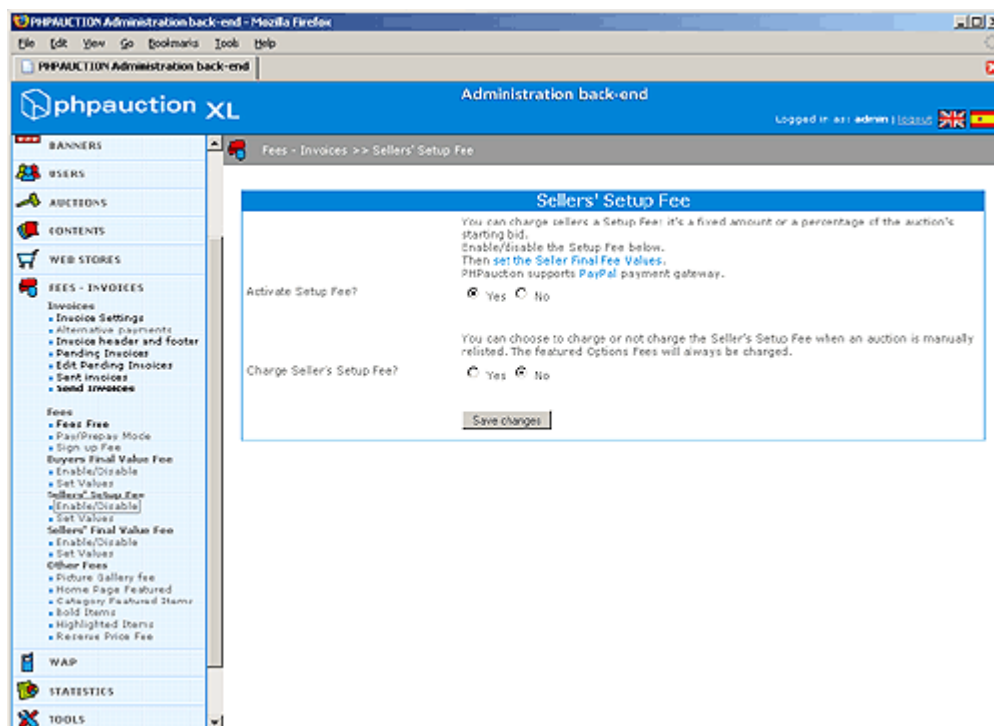 PHPAUCTION Administration back-end - Mozilla Firefox
File Edit View Go Bookmarks Tools Help
PHPAUCTION Administration back-end
phpauction XL
Administration back-end
Logged in as: admin | logout
BANNERS
USERS
AUCTIONS
CONTENTS
WEB STORES
FEES - INVOICES
Invoices
Invoice Settings
Alternative payments
Invoice header and footer
Pending Invoices
Edit Pending Invoices
Sent invoices
Send Invoices
Fees
Fees Free
Pay/Prepay Mode
Sign up Fee
Buyers Final Value Fee
Enable/Disable
Set Values
Sellers' Setup Fee
Enable/Disable
Set Values
Sellers' Final Value Fee
Enable/Disable
Set Values
Other Fees
Picture Gallery fee
Home Page Featured
Category Featured Items
Bold Items
Highlighted Items
Reserve Price Fee
WAP
STATISTICS
TOOLS
Fees - Invoices >> Sellers' Setup Fee
Sellers' Setup Fee
You can charge sellers a Setup Fee: it's a fixed amount or a percentage of the auction's
starting bid.
Enable/disable the Setup Fee below.
Then set the Seller Final Fee Values.
PHPauction supports PayPal payment gateway.
Activate Setup Fee? Yes No
You can choose to charge or not charge the Seller's Setup Fee when an auction is manually
relisted. The featured Options Fees will always be charged.
Charge Seller's Setup Fee? Yes No
Save changes